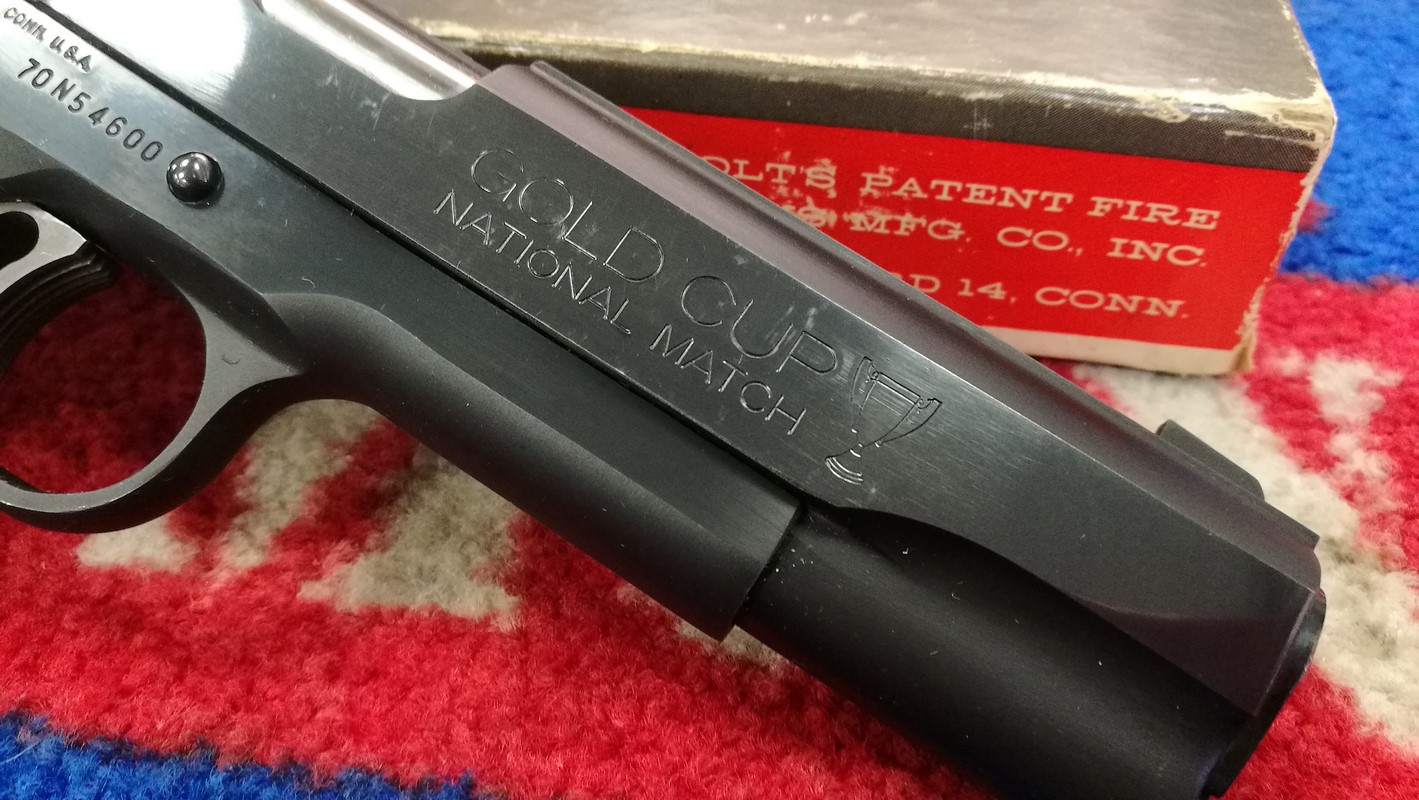 CONN. U.S.A.
70N54600
GOLD CUP
NATIONAL MATCH
OLT'S PATENT FIRE
MFG. CO., INC.
D 14, CONN.